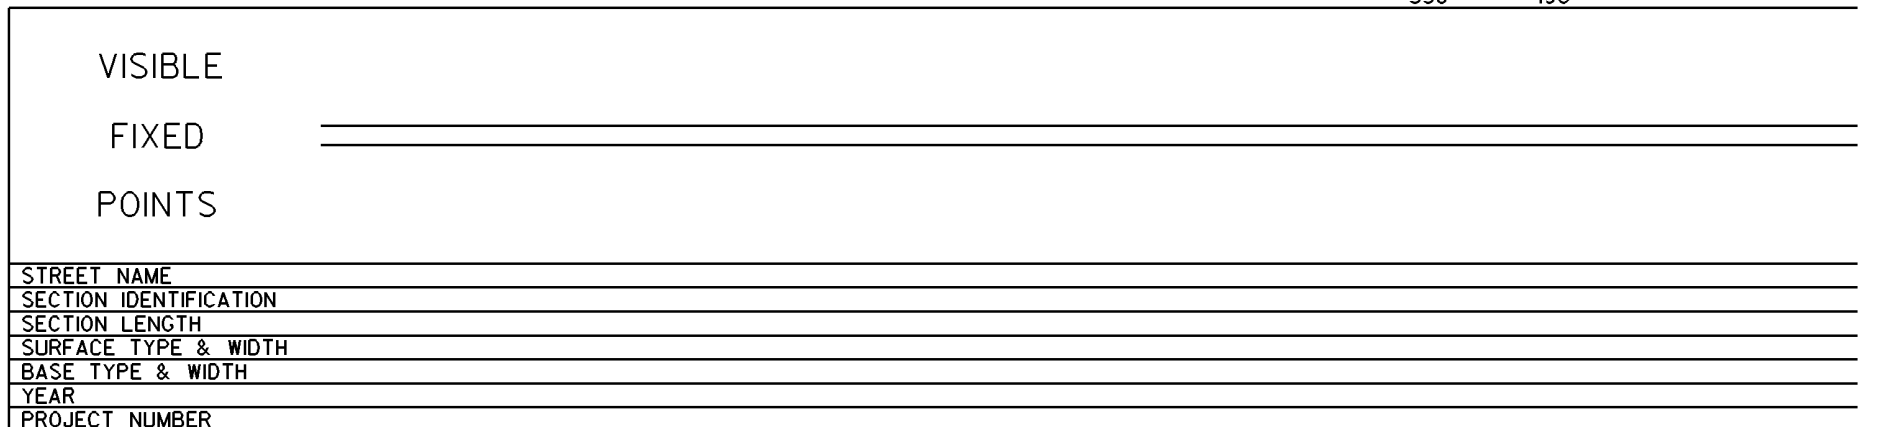 VISIBLE
FIXED
POINTS
STREET NAME
SECTION IDENTIFICATION
SECTION LENGTH
SURFACE TYPE & WIDTH
BASE TYPE & WIDTH
YEAR
PROJECT NUMBER